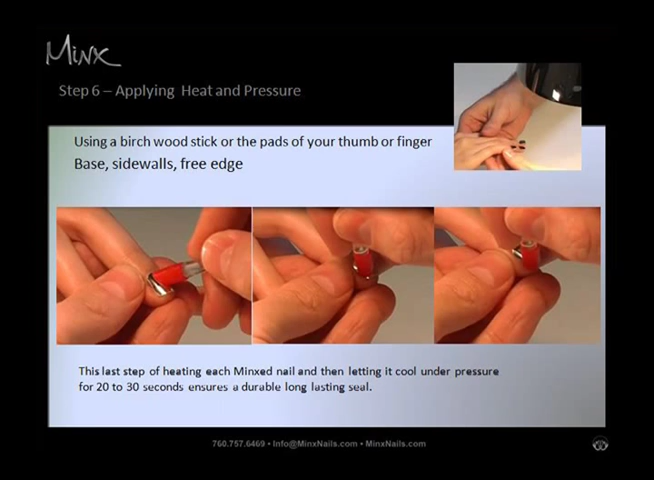 Minx
Step 6 – Applying Heat and Pressure
Using a birch wood stick or the pads of your thumb or finger
Base, sidewalls, free edge
This last step of heating each Minxed nail and then letting it cool under pressure
for 20 to 30 seconds ensures a durable long lasting seal.
760.757.6469 • Info@MinxNails.com • MinxNails.com